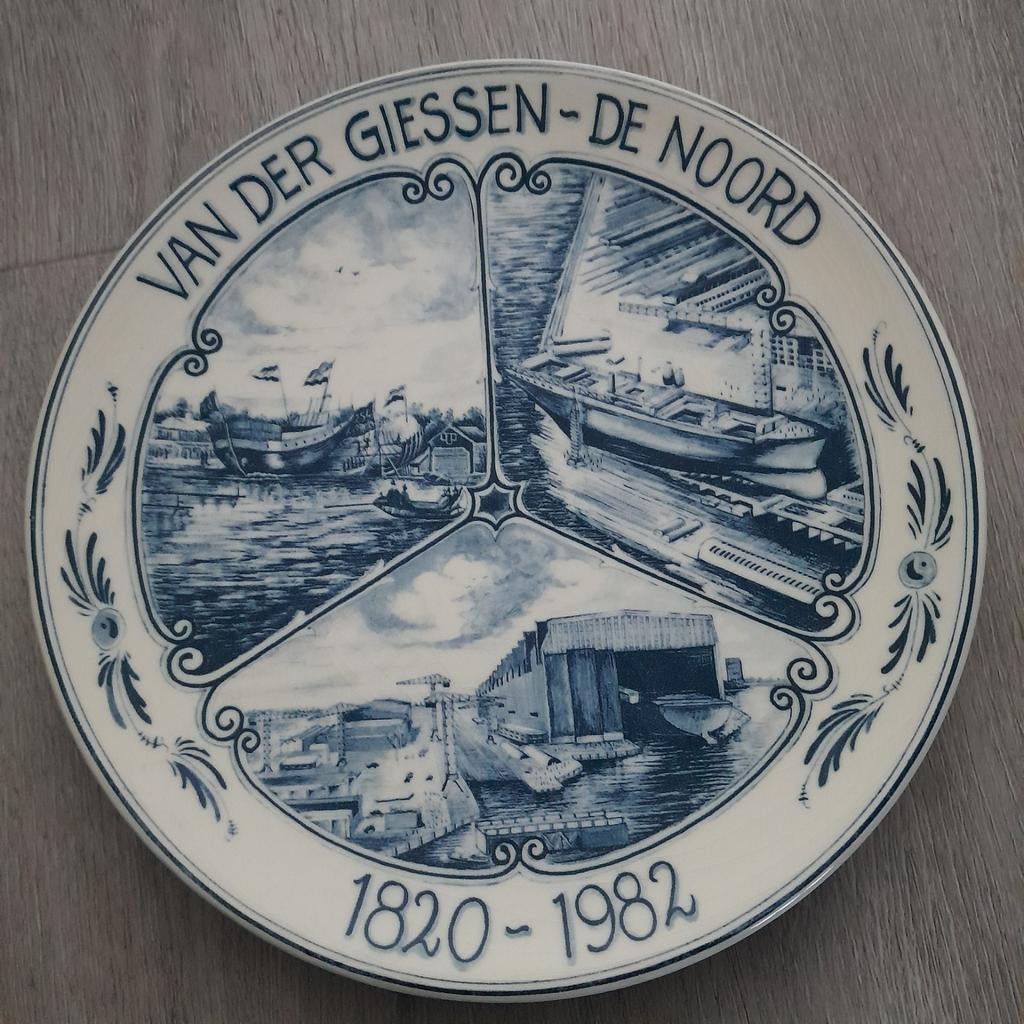 VAN DER GIESSEN - DE NOORD
1820 - 1982